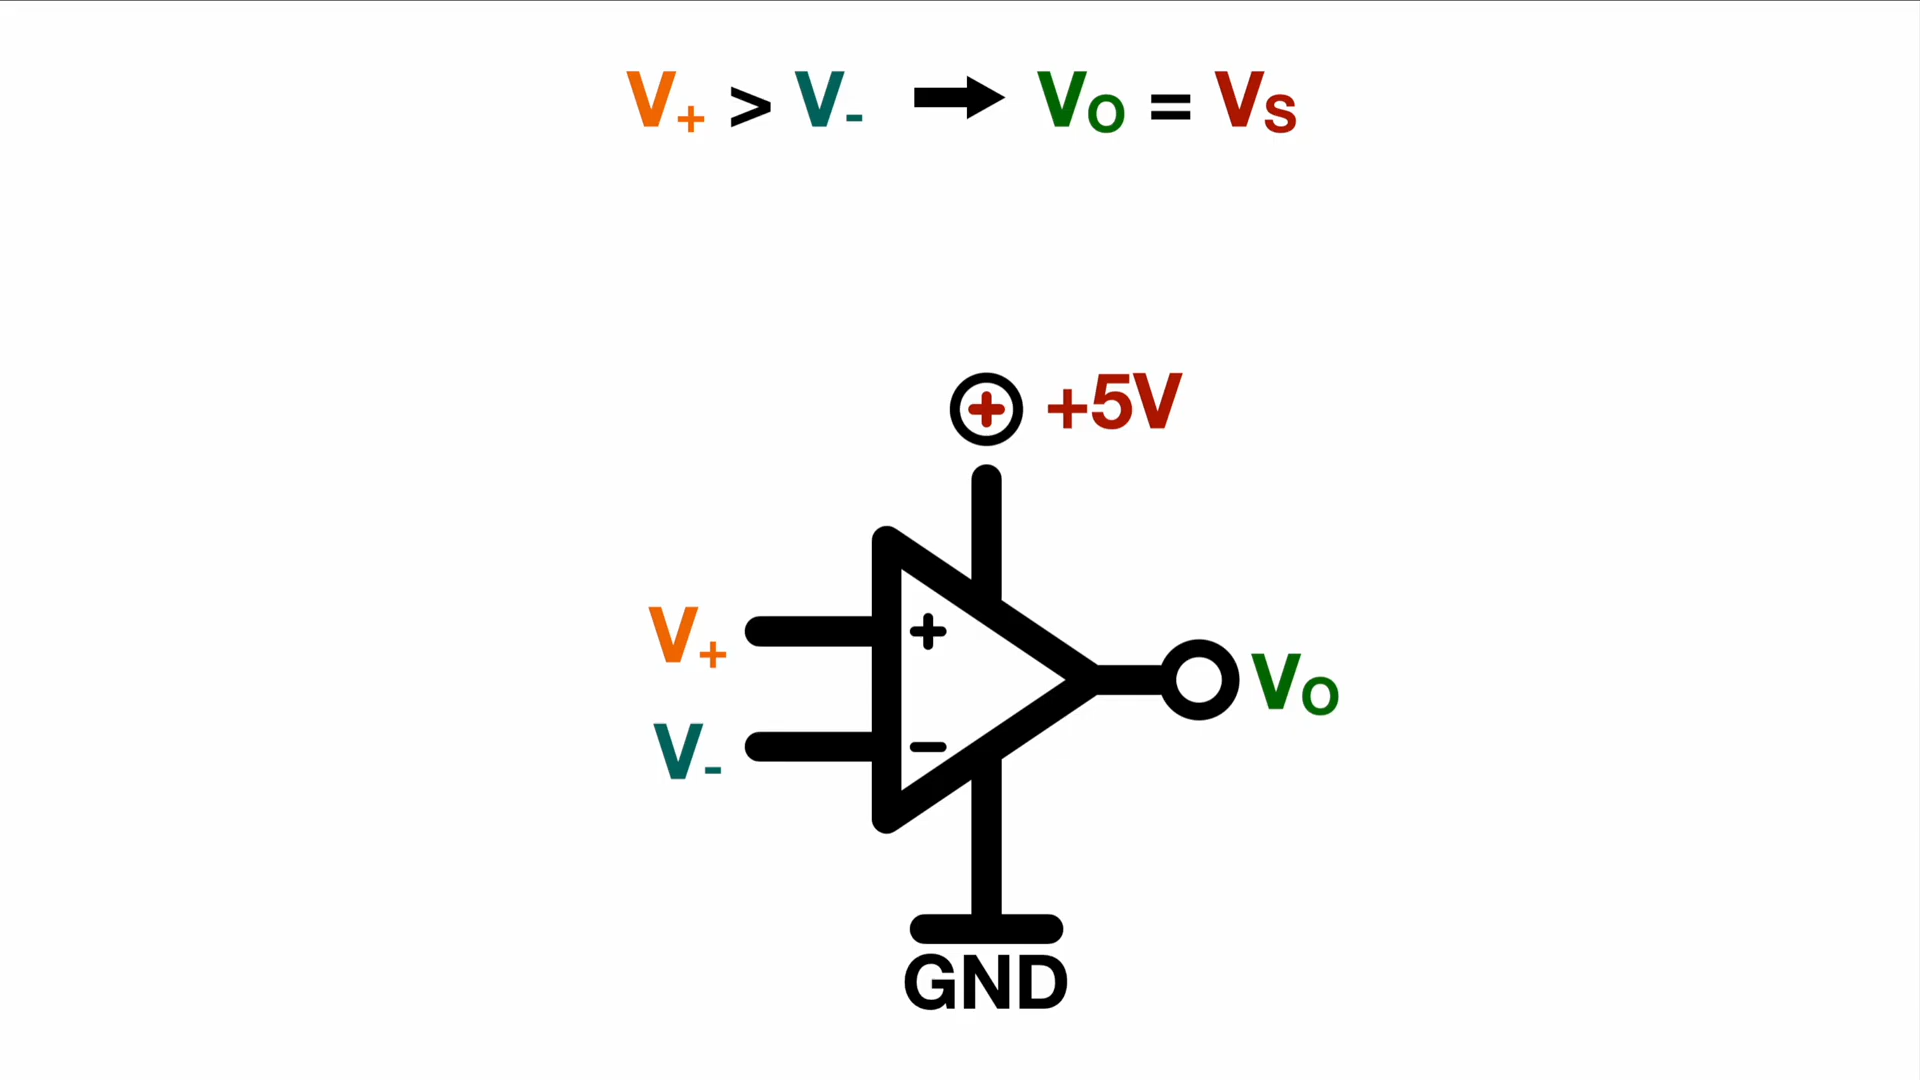 V+ > V- → VO = VS
+ +5V
V+ +
VO
V- -
GND